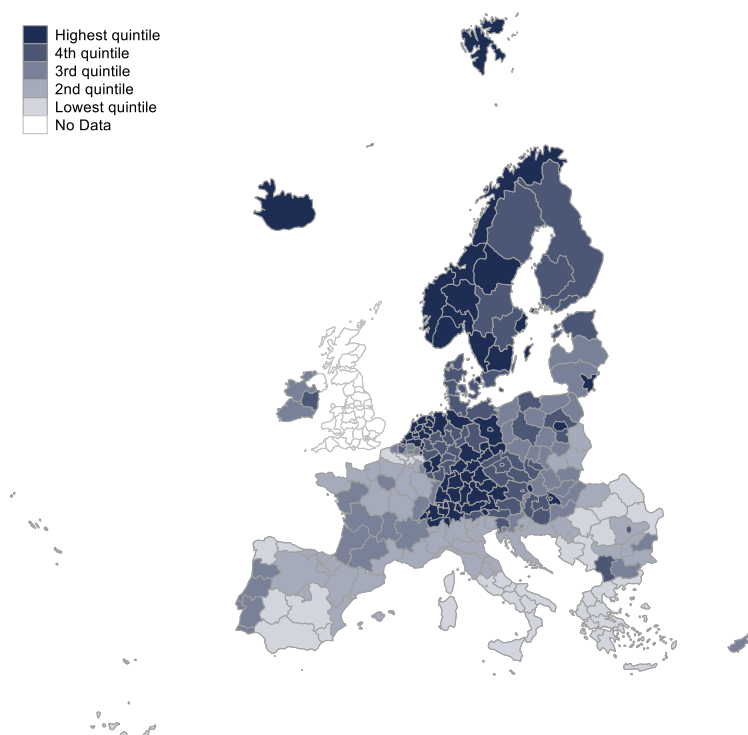 Highest quintile
4th quintile
3rd quintile
2nd quintile
Lowest quintile
No Data